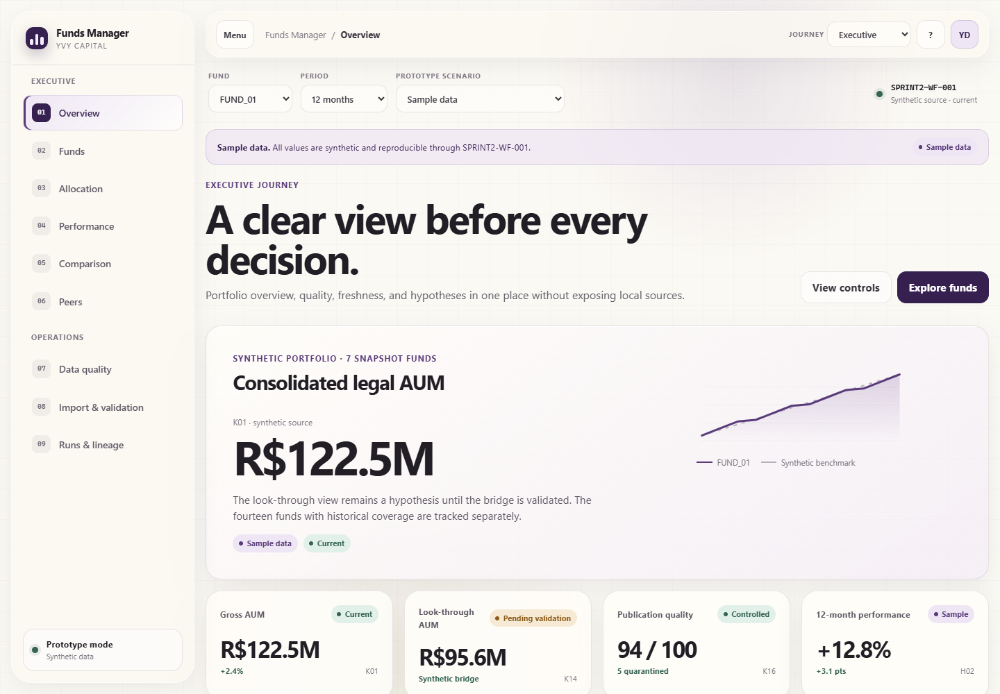 Funds Manager
YVY CAPITAL
EXECUTIVE
01 Overview
02 Funds
03 Allocation
04 Performance
05 Comparison
06 Peers
OPERATIONS
07 Data quality
08 Import & validation
09 Runs & lineage
Prototype mode
Synthetic data
Menu
Funds Manager / Overview
JOURNEY
Executive
?
YD
FUND
FUND_01
PERIOD
12 months
PROTOTYPE SCENARIO
Sample data
SPRINT2-WF-001
Synthetic source · current
Sample data. All values are synthetic and reproducible through SPRINT2-WF-001.
Sample data
EXECUTIVE JOURNEY
A clear view before every
decision.
Portfolio overview, quality, freshness, and hypotheses in one place without exposing local sources.
View controls
Explore funds
SYNTHETIC PORTFOLIO · 7 SNAPSHOT FUNDS
Consolidated legal AUM
K01 · synthetic source
R$122.5M
The look-through view remains a hypothesis until the bridge is validated. The
fourteen funds with historical coverage are tracked separately.
Sample data
Current
FUND_01
Synthetic benchmark
Gross AUM
Current
R$122.5M
+2.4%
K01
Look-through
AUM
Pending validation
R$95.6M
Synthetic bridge
K14
Publication quality
Controlled
94 / 100
5 quarantined
K16
12-month performance
Sample
+12.8%
+3.1 pts
H02